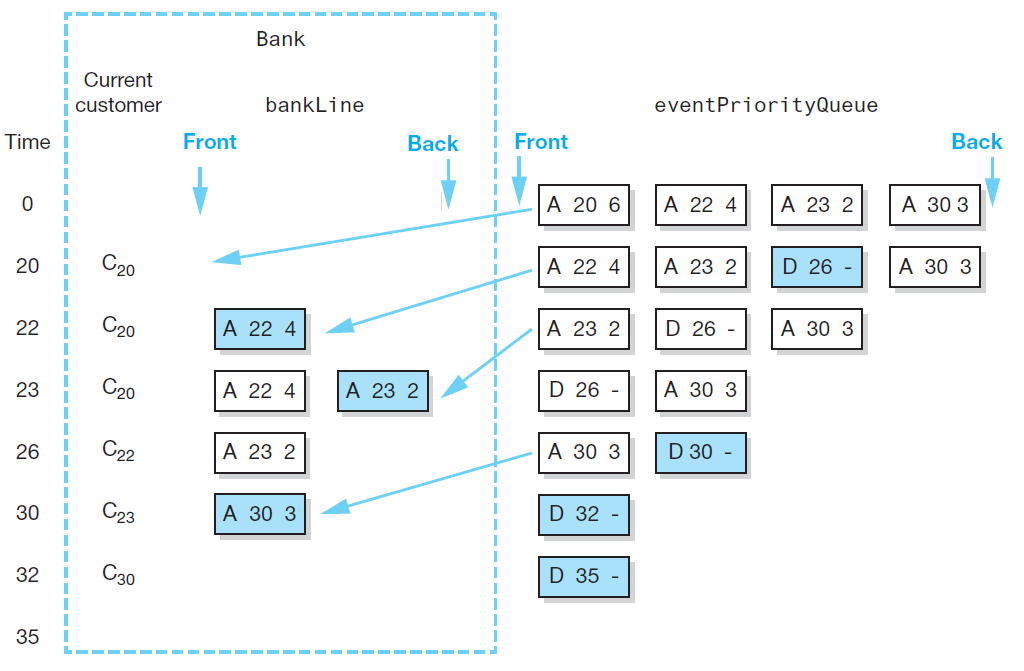 Bank
Current
customer bankLine eventPriorityQueue
Time Front Back Front Back
0 A 20 6 A 22 4 A 23 2 A 30 3
20 C20 A 22 4 A 23 2 D 26 - A 30 3
22 C20 A 22 4 A 23 2 D 26 - A 30 3
23 C20 A 22 4 A 23 2 D 26 - A 30 3
26 C22 A 23 2 A 30 3 D 30 -
30 C23 A 30 3 D 32 -
32 C30 D 35 -
35